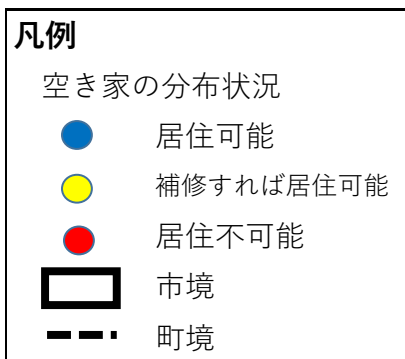 凡例
空き家の分布状況
居住可能
補修すれば居住可能
居住不可能
市境
町境